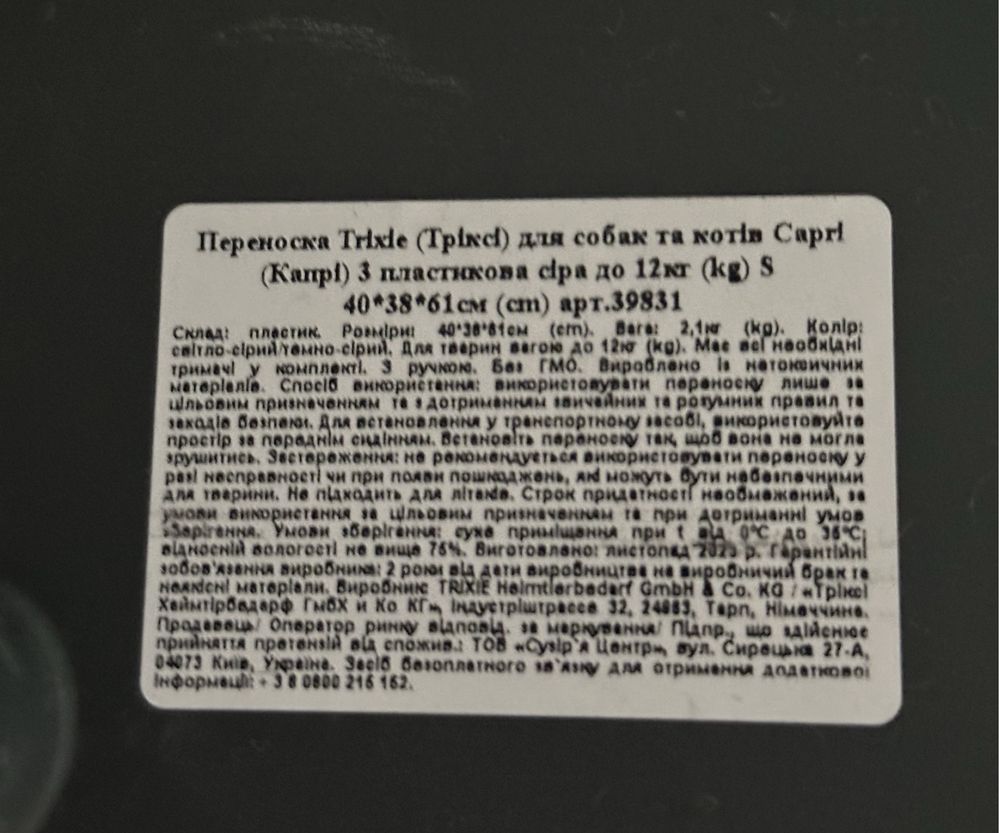 Переноска Trixie (Тріксі) для собак та котів Capri
(Капрі) 3 пластикова сіра до 12кг (kg) S
40*38*61см (cm) арт.39831
Склад: пластик. Розміри: 40*38*61см (cm). Вага: 2,1кг (kg). Колір:
світло-сірий/темно-сірий. Для тварин вагою до 12кг (kg). Має всі необхідні
тримачі у комплекті. З ручкою. Без ГМО. Вироблено із нетоксичних
матеріалів. Спосіб використання: використовувати переноску лише за
цільовим призначенням та з дотриманням звичайних та розумних правил та
заходів безпеки. Для встановлення у транспортному засобі, використовуйте
простір за переднім сидінням. Встановіть переноску так, щоб вона не могла
зрушитись. Застереження: не рекомендується використовувати переноску у
разі несправності чи при появи пошкоджень, які можуть бути небезпечними
для тварини. Не підходить для літаків. Строк придатності необмежений, за
умови використання за цільовим призначенням та при дотриманні умов
зберігання. Умови зберігання: сухе приміщення при t від 0°C до 35°C;
відносній вологості не вище 75%. Виготовлено: листопад 2023 р. Гарантійні
зобов'язання виробника: 2 роки від дати виробництва на виробничий брак та
неякісні матеріали. Виробник: TRIXIE Heimtierbedarf GmbH & Co. KG / «Тріксі
Хеймтірбедарф ГмбХ и Ко КГ», Індустріштрассе 32, 24963, Тарп, Німеччина.
Продавець/ Оператор ринку відповід. за маркування/ Підпр., що здійснює
прийняття претензій від спожив.: ТОВ «Сузір'я Центр», вул. Сирецька 27-А,
04073 Київ, Україна. Засіб безоплатного зв'язку для отримання додаткової
інформації: + 3 8 0800 215 152.